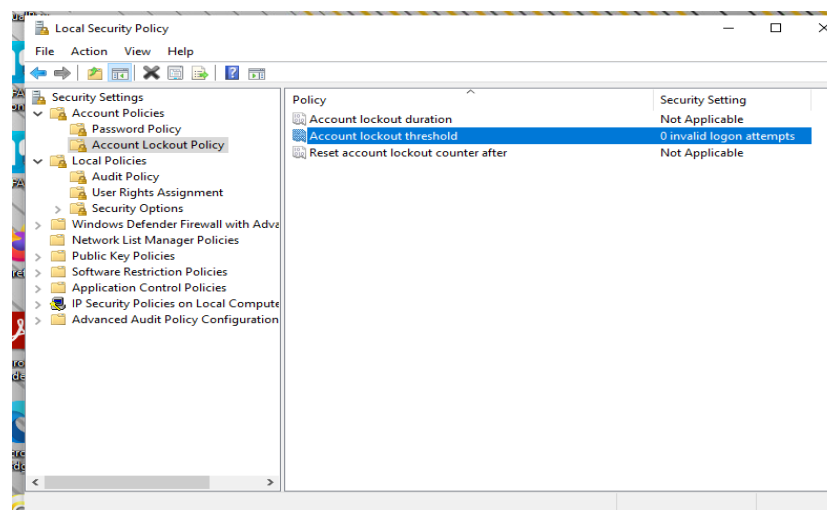 Local Security Policy
File Action View Help
Security Settings
Account Policies
Password Policy
Account Lockout Policy
Local Policies
Audit Policy
User Rights Assignment
Security Options
Windows Defender Firewall with Adva
Network List Manager Policies
Public Key Policies
Software Restriction Policies
Application Control Policies
IP Security Policies on Local Compute
Advanced Audit Policy Configuration
Policy Security Setting
Account lockout duration Not Applicable
Account lockout threshold 0 invalid logon attempts
Reset account lockout counter after Not Applicable